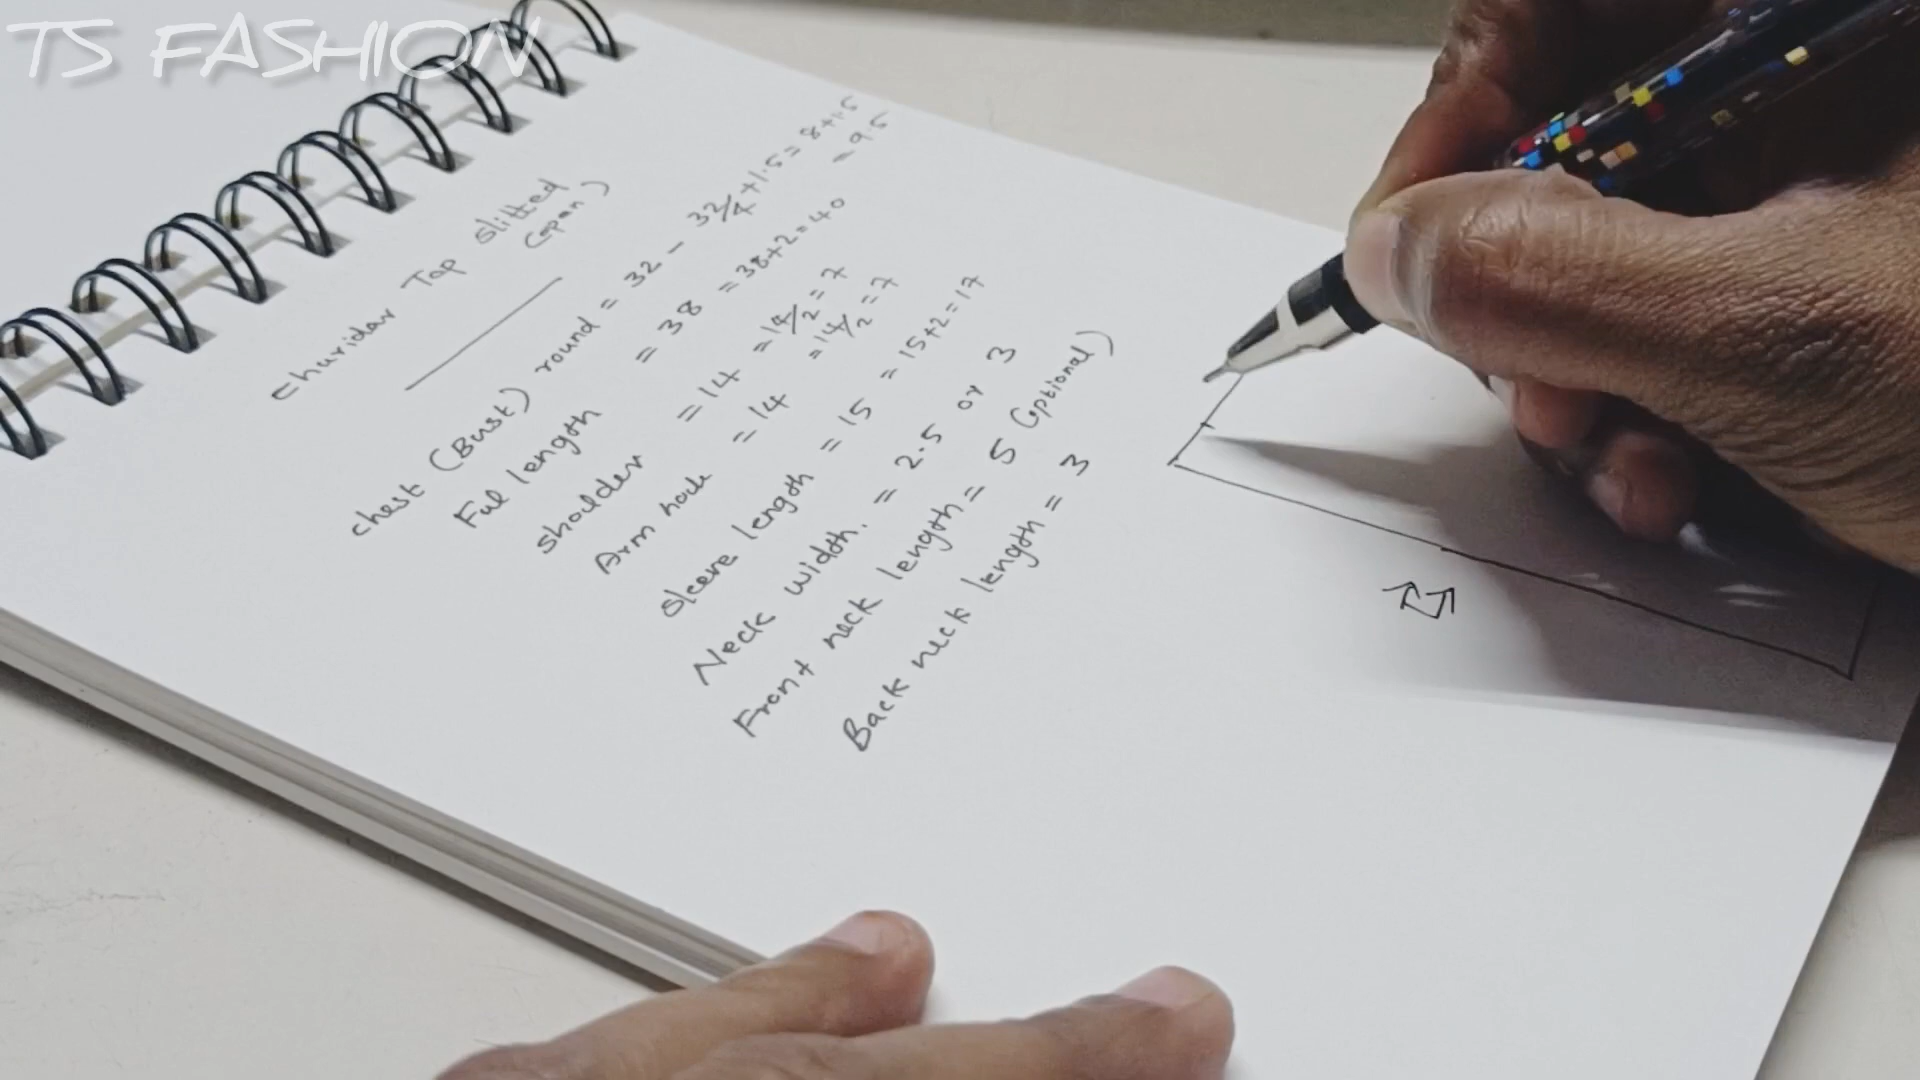 TS FASHION
Churidar Top slitted
(open)
chest (Bust) round = 32 - 32/4 + 1.5 = 8+1.5
= 9.5
Ful length = 38 = 38+2 = 40
shoulder = 14 = 14/2 = 7
Arm hole = 14 = 14/2 = 7
sleeve length = 15 = 15+2 = 17
Neck width. = 2.5 or 3
Front neck length = 5 (optional)
Back neck length = 3